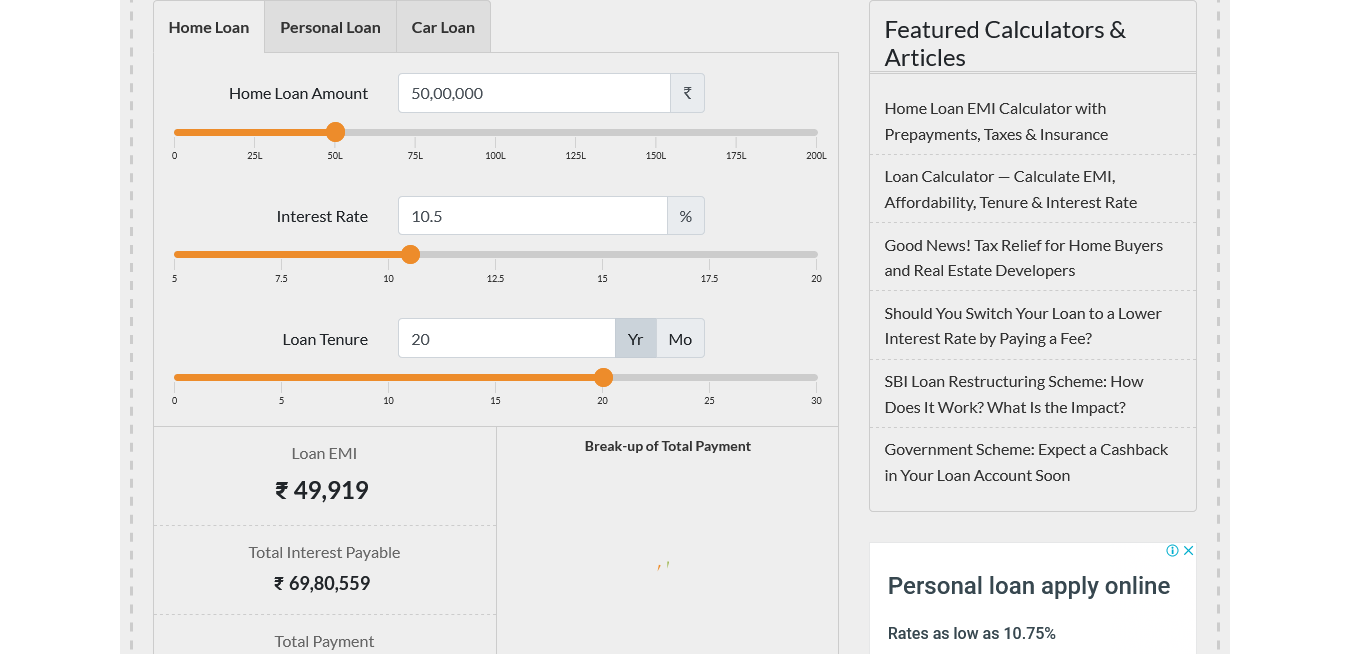 Home Loan
Personal Loan
Car Loan
Home Loan Amount
50,00,000
₹
0
25L
50L
75L
100L
125L
150L
175L
200L
Interest Rate
10.5
%
5
7.5
10
12.5
15
17.5
20
Loan Tenure
20
Yr
Mo
0
5
10
15
20
25
30
Loan EMI
₹ 49,919
Total Interest Payable
₹ 69,80,559
Total Payment
Break-up of Total Payment
Featured Calculators &
Articles
Home Loan EMI Calculator with
Prepayments, Taxes & Insurance
Loan Calculator — Calculate EMI,
Affordability, Tenure & Interest Rate
Good News! Tax Relief for Home Buyers
and Real Estate Developers
Should You Switch Your Loan to a Lower
Interest Rate by Paying a Fee?
SBI Loan Restructuring Scheme: How
Does It Work? What Is the Impact?
Government Scheme: Expect a Cashback
in Your Loan Account Soon
Personal loan apply online
Rates as low as 10.75%